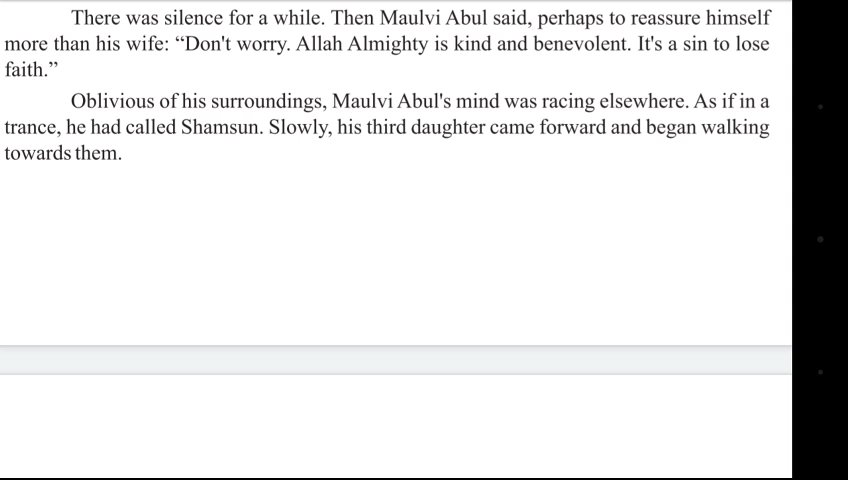 There was silence for a while. Then Maulvi Abul said, perhaps to reassure himself
more than his wife: “Don't worry. Allah Almighty is kind and benevolent. It's a sin to lose
faith.”
Oblivious of his surroundings, Maulvi Abul's mind was racing elsewhere. As if in a
trance, he had called Shamsun. Slowly, his third daughter came forward and began walking
towards them.